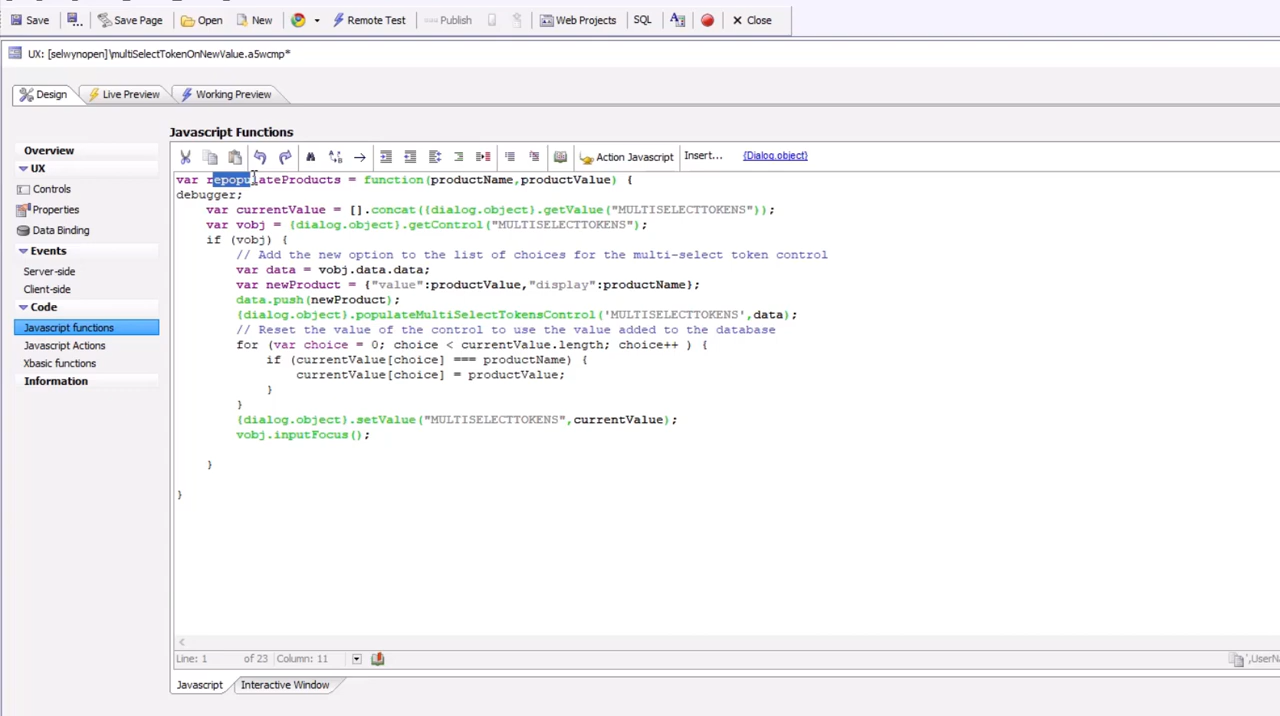 Save Save Page Open New Remote Test Publish Web Projects SQL Close
UX: [selwynopen]\multiSelectTokenOnNewValue.a5wcmp*
Design Live Preview Working Preview
Overview
UX
Controls
Properties
Data Binding
Events
Server-side
Client-side
Code
Javascript functions
Javascript Actions
Xbasic functions
Information
Javascript Functions
Action Javascript Insert... {Dialog.object}
var repopulateProducts = function(productName,productValue) {
debugger;
var currentValue = [].concat({dialog.object}.getValue("MULTISELECTTOKENS"));
var vobj = {dialog.object}.getControl("MULTISELECTTOKENS");
if (vobj) {
// Add the new option to the list of choices for the multi-select token control
var data = vobj.data.data;
var newProduct = {"value":productValue,"display":productName};
data.push(newProduct);
{dialog.object}.populateMultiSelectTokensControl('MULTISELECTTOKENS',data);
// Reset the value of the control to use the value added to the database
for (var choice = 0; choice < currentValue.length; choice++ ) {
if (currentValue[choice] === productName) {
currentValue[choice] = productValue;
}
}
{dialog.object}.setValue("MULTISELECTTOKENS",currentValue);
vobj.inputFocus();
}
}
Line: 1 of 23 Column: 11 ',UserNa
Javascript Interactive Window